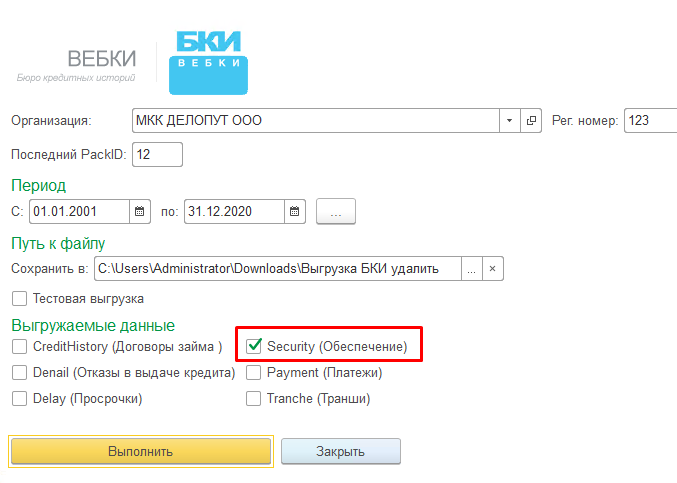 ВЕБКИ
Бюро кредитных историй
БКИ
ВЕБКИ
Организация: МКК ДЕЛОПУТ ООО Рег. номер: 123
Последний PackID: 12
Период
С: 01.01.2001 по: 31.12.2020 ...
Путь к файлу
Сохранить в: C:\Users\Administrator\Downloads\Выгрузка БКИ удалить ... ×
Тестовая выгрузка
Выгружаемые данные
CreditHistory (Договоры займа ) Security (Обеспечение)
Denail (Отказы в выдаче кредита) Payment (Платежи)
Delay (Просрочки) Tranche (Транши)
Выполнить Закрыть